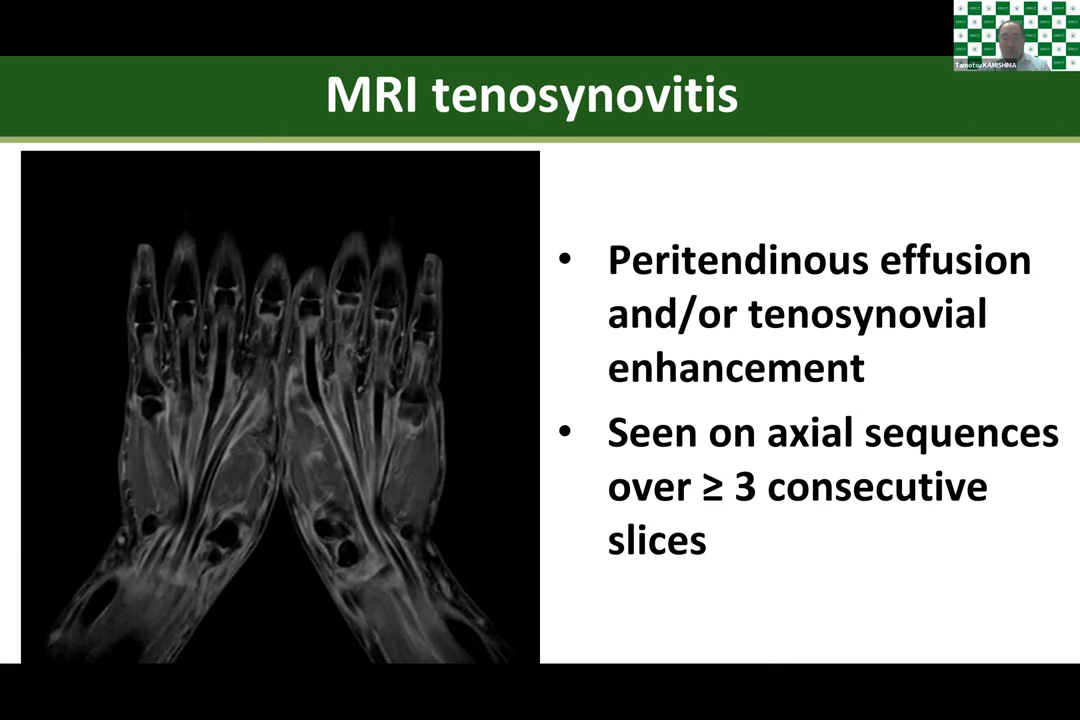 Tamotsu KAMISHIMA
MRI tenosynovitis
• Peritendinous effusion
and/or tenosynovial
enhancement
• Seen on axial sequences
over ≥ 3 consecutive
slices